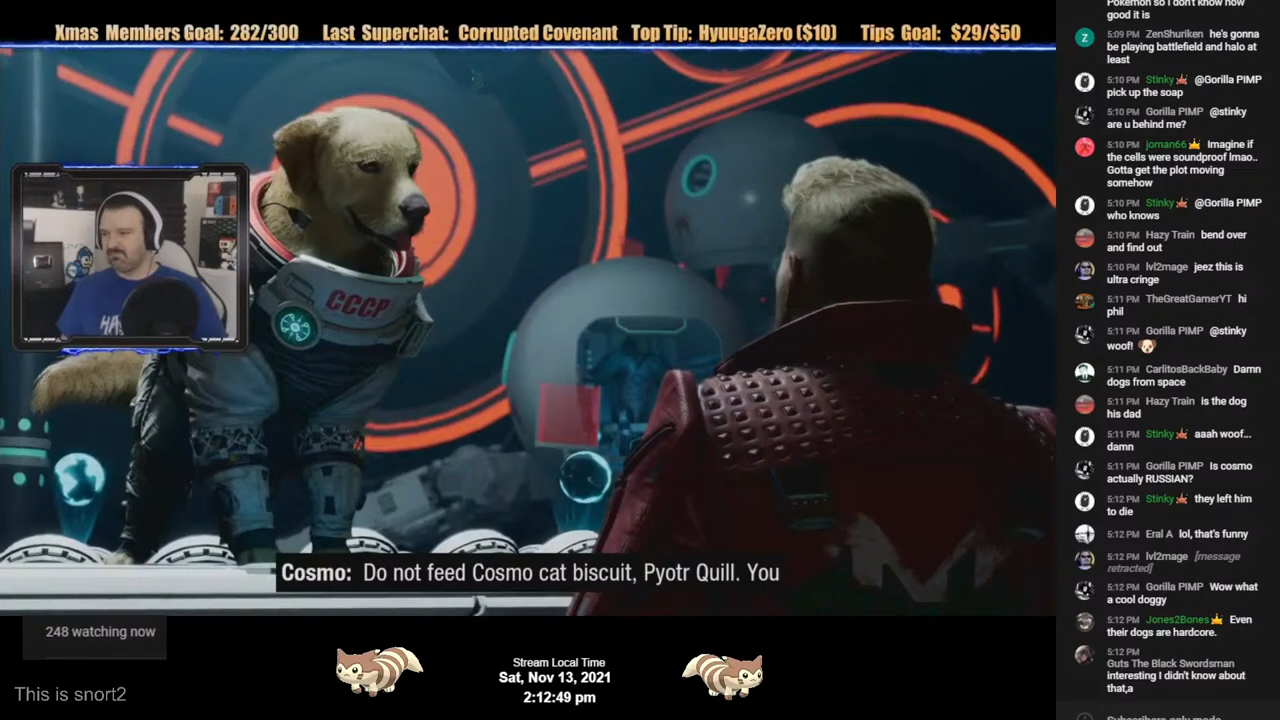 Xmas Members Goal: 282/300 Last Superchat: Corrupted Covenant Top Tip: HyuugaZero ($10) Tips Goal: $29/$50
CCCP
HA
Cosmo: Do not feed Cosmo cat biscuit, Pyotr Quill. You
248 watching now
This is snort2
Stream Local Time
Sat, Nov 13, 2021
2:12:49 pm
Pokemon so I don't know how
good it is
Z
5:09 PM ZenShuriken he's gonna
be playing battlefield and halo at
least
5:10 PM Stinky @Gorilla PIMP
pick up the soap
5:10 PM Gorilla PIMP @stinky
are u behind me?
5:10 PM joman66 Imagine if
the cells were soundproof lmao..
Gotta get the plot moving
somehow
5:10 PM Stinky @Gorilla PIMP
who knows
5:10 PM Hazy Train bend over
and find out
5:10 PM lvl2mage jeez this is
ultra cringe
5:11 PM TheGreatGamerYT hi
phil
5:11 PM Gorilla PIMP @stinky
woof!
5:11 PM CarlitosBackBaby Damn
dogs from space
5:11 PM Hazy Train is the dog
his dad
5:11 PM Stinky aaah woof...
damn
5:11 PM Gorilla PIMP Is cosmo
actually RUSSIAN?
5:12 PM Stinky they left him
to die
5:12 PM Eral A lol, that's funny
5:12 PM lvl2mage [message
retracted]
5:12 PM Gorilla PIMP Wow what
a cool doggy
5:12 PM Jones2Bones Even
their dogs are hardcore.
5:12 PM
Guts The Black Swordsman
interesting I didn't know about
that,a
Subscribers-only mode